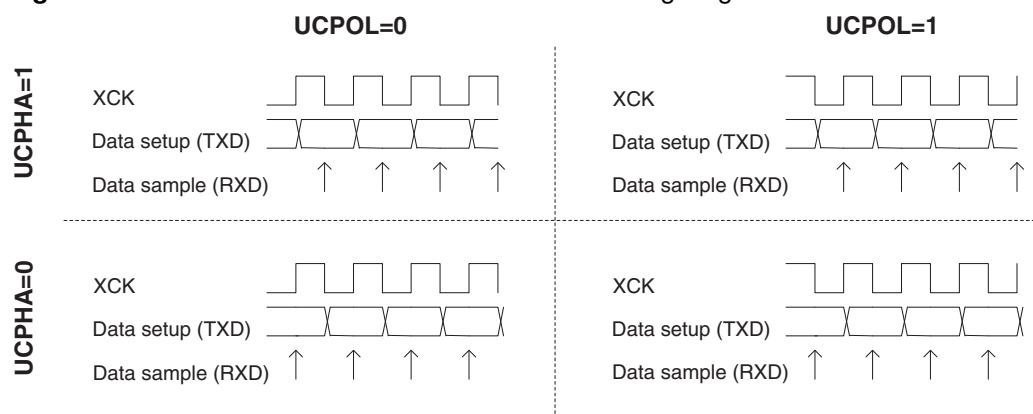 UCPOL=0
UCPOL=1
UCPHA=1
XCK
Data setup (TXD)
Data sample (RXD)
XCK
Data setup (TXD)
Data sample (RXD)
UCPHA=0
XCK
Data setup (TXD)
Data sample (RXD)
XCK
Data setup (TXD)
Data sample (RXD)